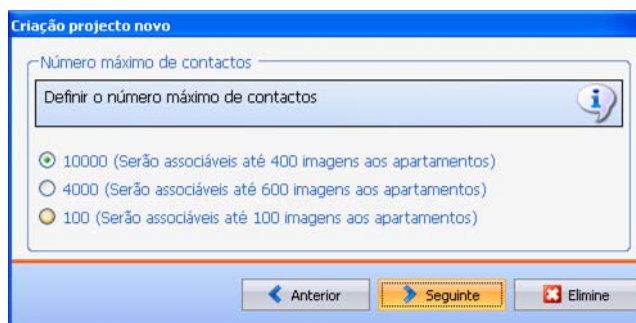 Criação projecto novo
Número máximo de contactos
Definir o número máximo de contactos
10000 (Serão associáveis até 400 imagens aos apartamentos)
4000 (Serão associáveis até 600 imagens aos apartamentos)
100 (Serão associáveis até 100 imagens aos apartamentos)
Anterior Seguinte Elimine